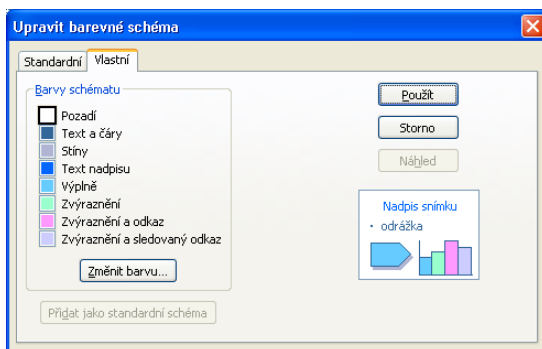 Upravit barevné schéma
Standardní Vlastní
Barvy schématu
Pozadí
Text a čáry
Stíny
Text nadpisu
Výplně
Zvýraznění
Zvýraznění a odkaz
Zvýraznění a sledovaný odkaz
Změnit barvu...
Přidat jako standardní schéma
Použít
Storno
Náhled
Nadpis snímku
• odrážka